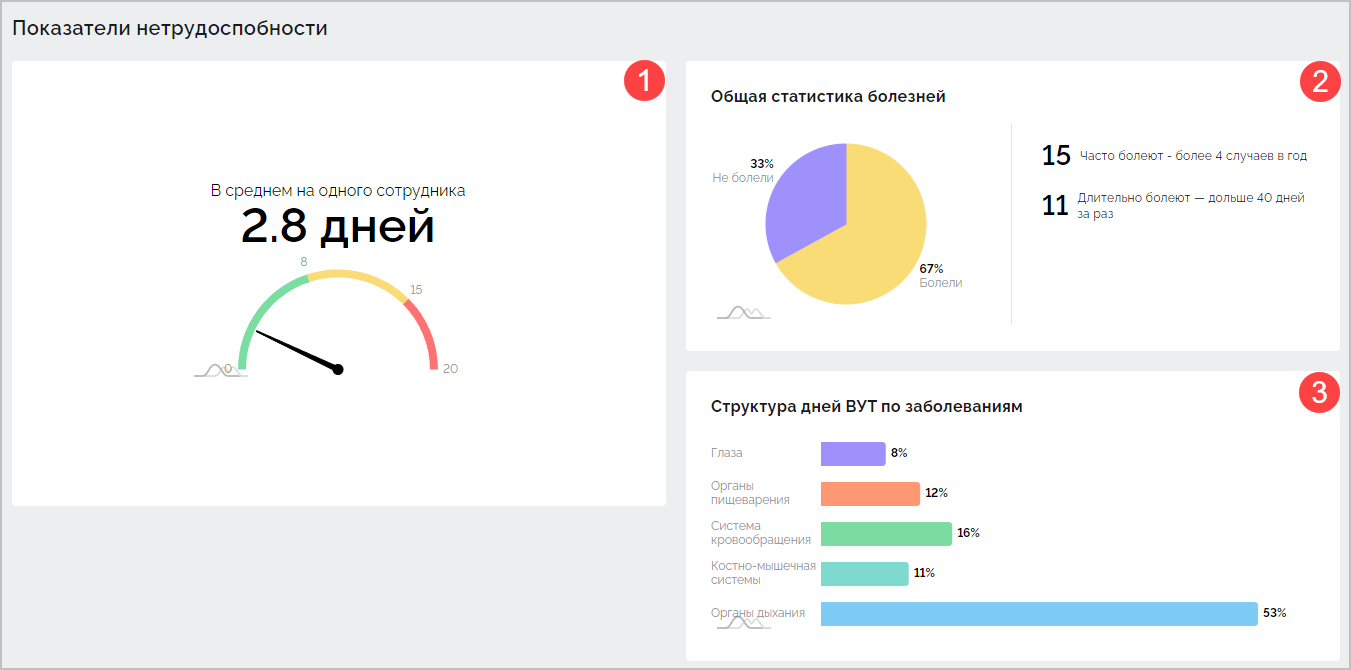 Показатели нетрудоспобности
1
В среднем на одного сотрудника
2.8 дней
8
15
0
20
2
Общая статистика болезней
33%
Не болели
67%
Болели
15 Часто болеют - более 4 случаев в год
11 Длительно болеют — дольше 40 дней
за раз
3
Структура дней ВУТ по заболеваниям
Глаза 8%
Органы
пищеварения 12%
Система
кровообращения 16%
Костно-мышечная
системы 11%
Органы дыхания 53%